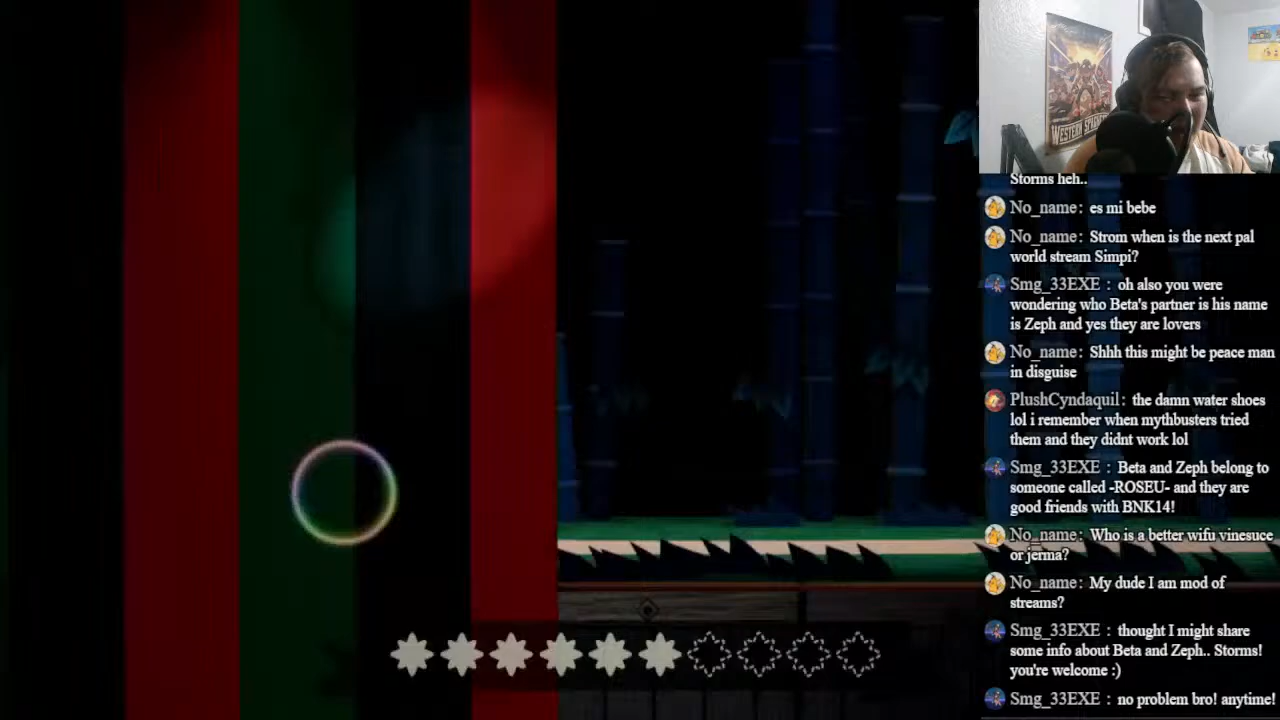 WESTERN
Storms heh..
No_name: es mi bebe
No_name: Strom when is the next pal
world stream Simpi?
Smg_33EXE : oh also you were
wondering who Beta's partner is his name
is Zeph and yes they are lovers
No_name: Shhh this might be peace man
in disguise
PlushCyndaquil: the damn water shoes
lol i remember when mythbusters tried
them and they didnt work lol
Smg_33EXE : Beta and Zeph belong to
someone called -ROSEU- and they are
good friends with BNK14!
No_name: Who is a better wifu vinesuce
or jerma?
No_name: My dude I am mod of
streams?
Smg_33EXE : thought I might share
some info about Beta and Zeph.. Storms!
you're welcome :)
Smg_33EXE : no problem bro! anytime!